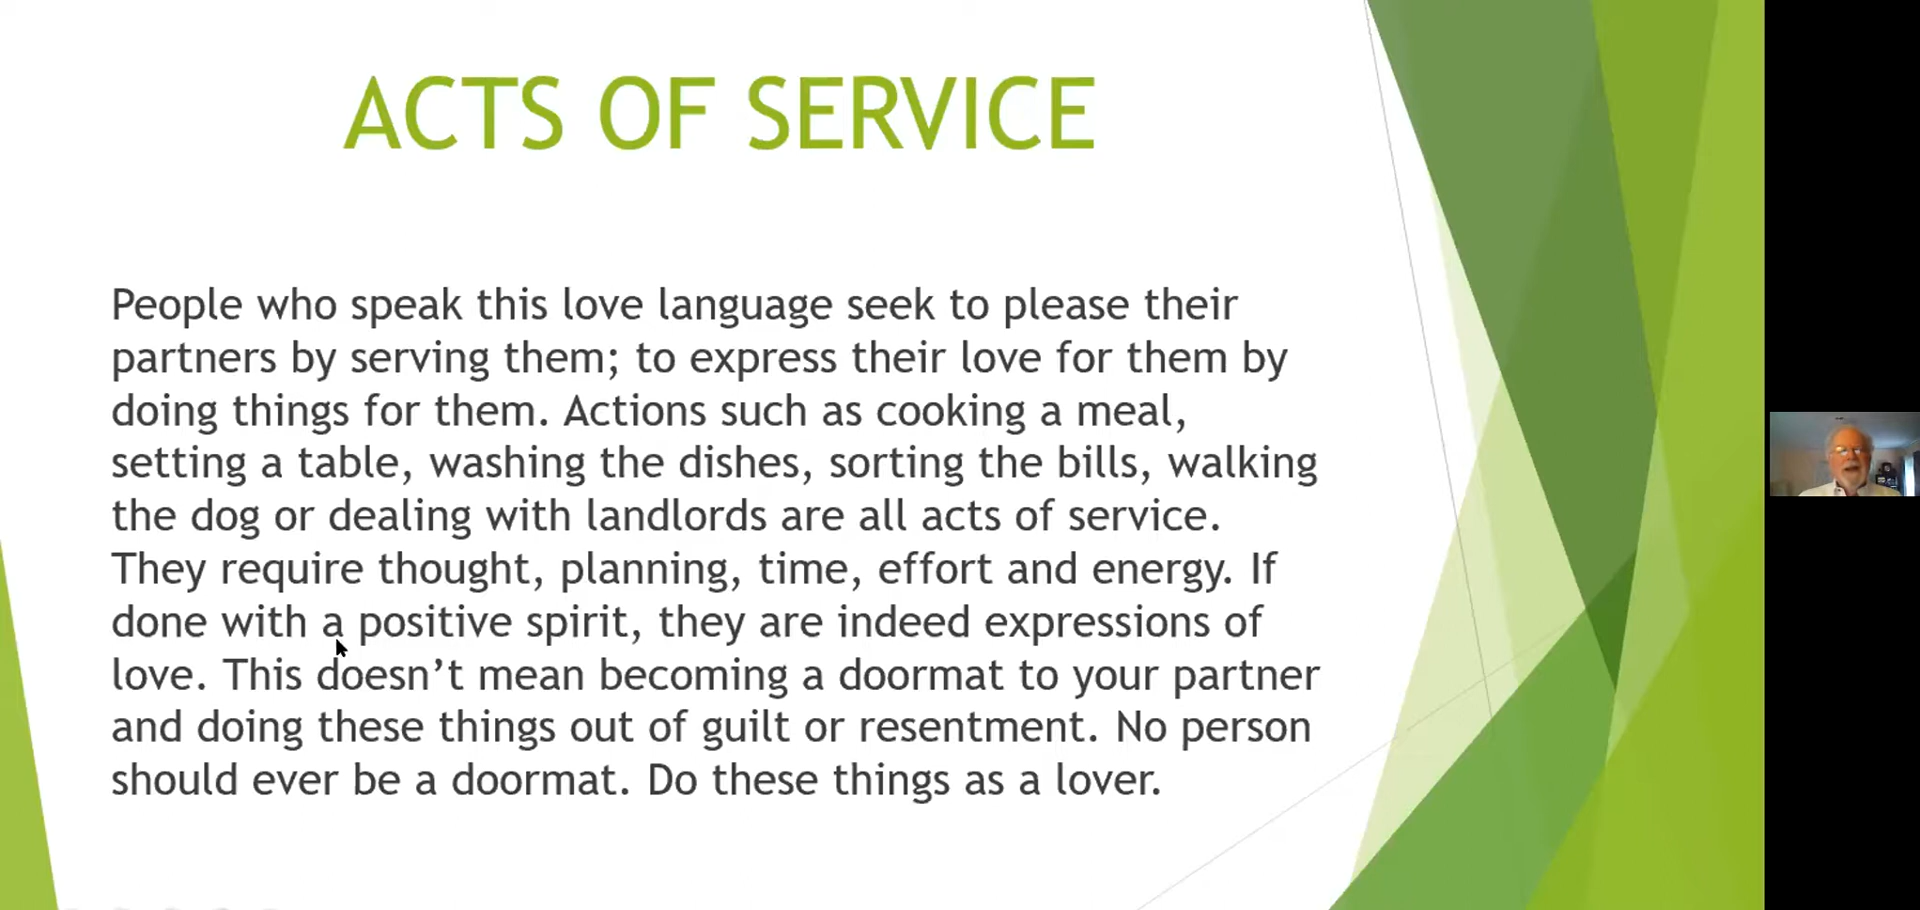 ACTS OF SERVICE
People who speak this love language seek to please their
partners by serving them; to express their love for them by
doing things for them. Actions such as cooking a meal,
setting a table, washing the dishes, sorting the bills, walking
the dog or dealing with landlords are all acts of service.
They require thought, planning, time, effort and energy. If
done with a positive spirit, they are indeed expressions of
love. This doesn’t mean becoming a doormat to your partner
and doing these things out of guilt or resentment. No person
should ever be a doormat. Do these things as a lover.